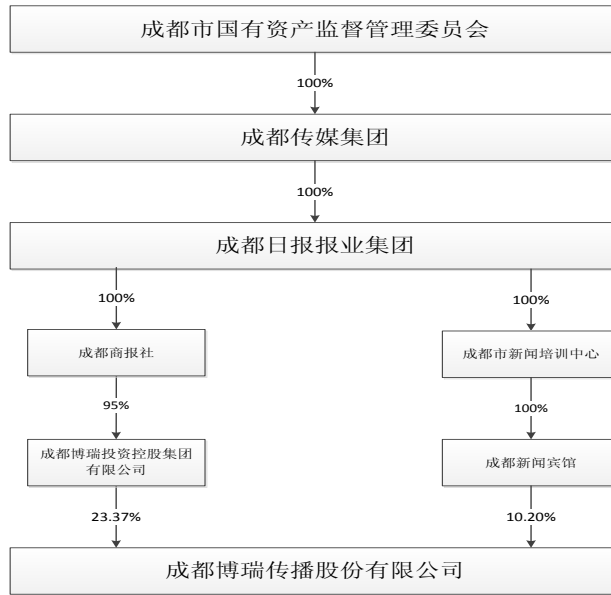 成都市国有资产监督管理委员会
100%
成都传媒集团
100%
成都日报报业集团
100%
100%
成都商报社
成都市新闻培训中心
95%
100%
成都博瑞投资控股集团
有限公司
成都新闻宾馆
23.37%
10.20%
成都博瑞传播股份有限公司